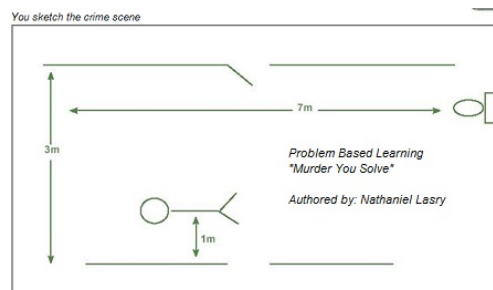 You sketch the crime scene
7m
3m
Problem Based Learning
"Murder You Solve"
Authored by: Nathaniel Lasry
1m